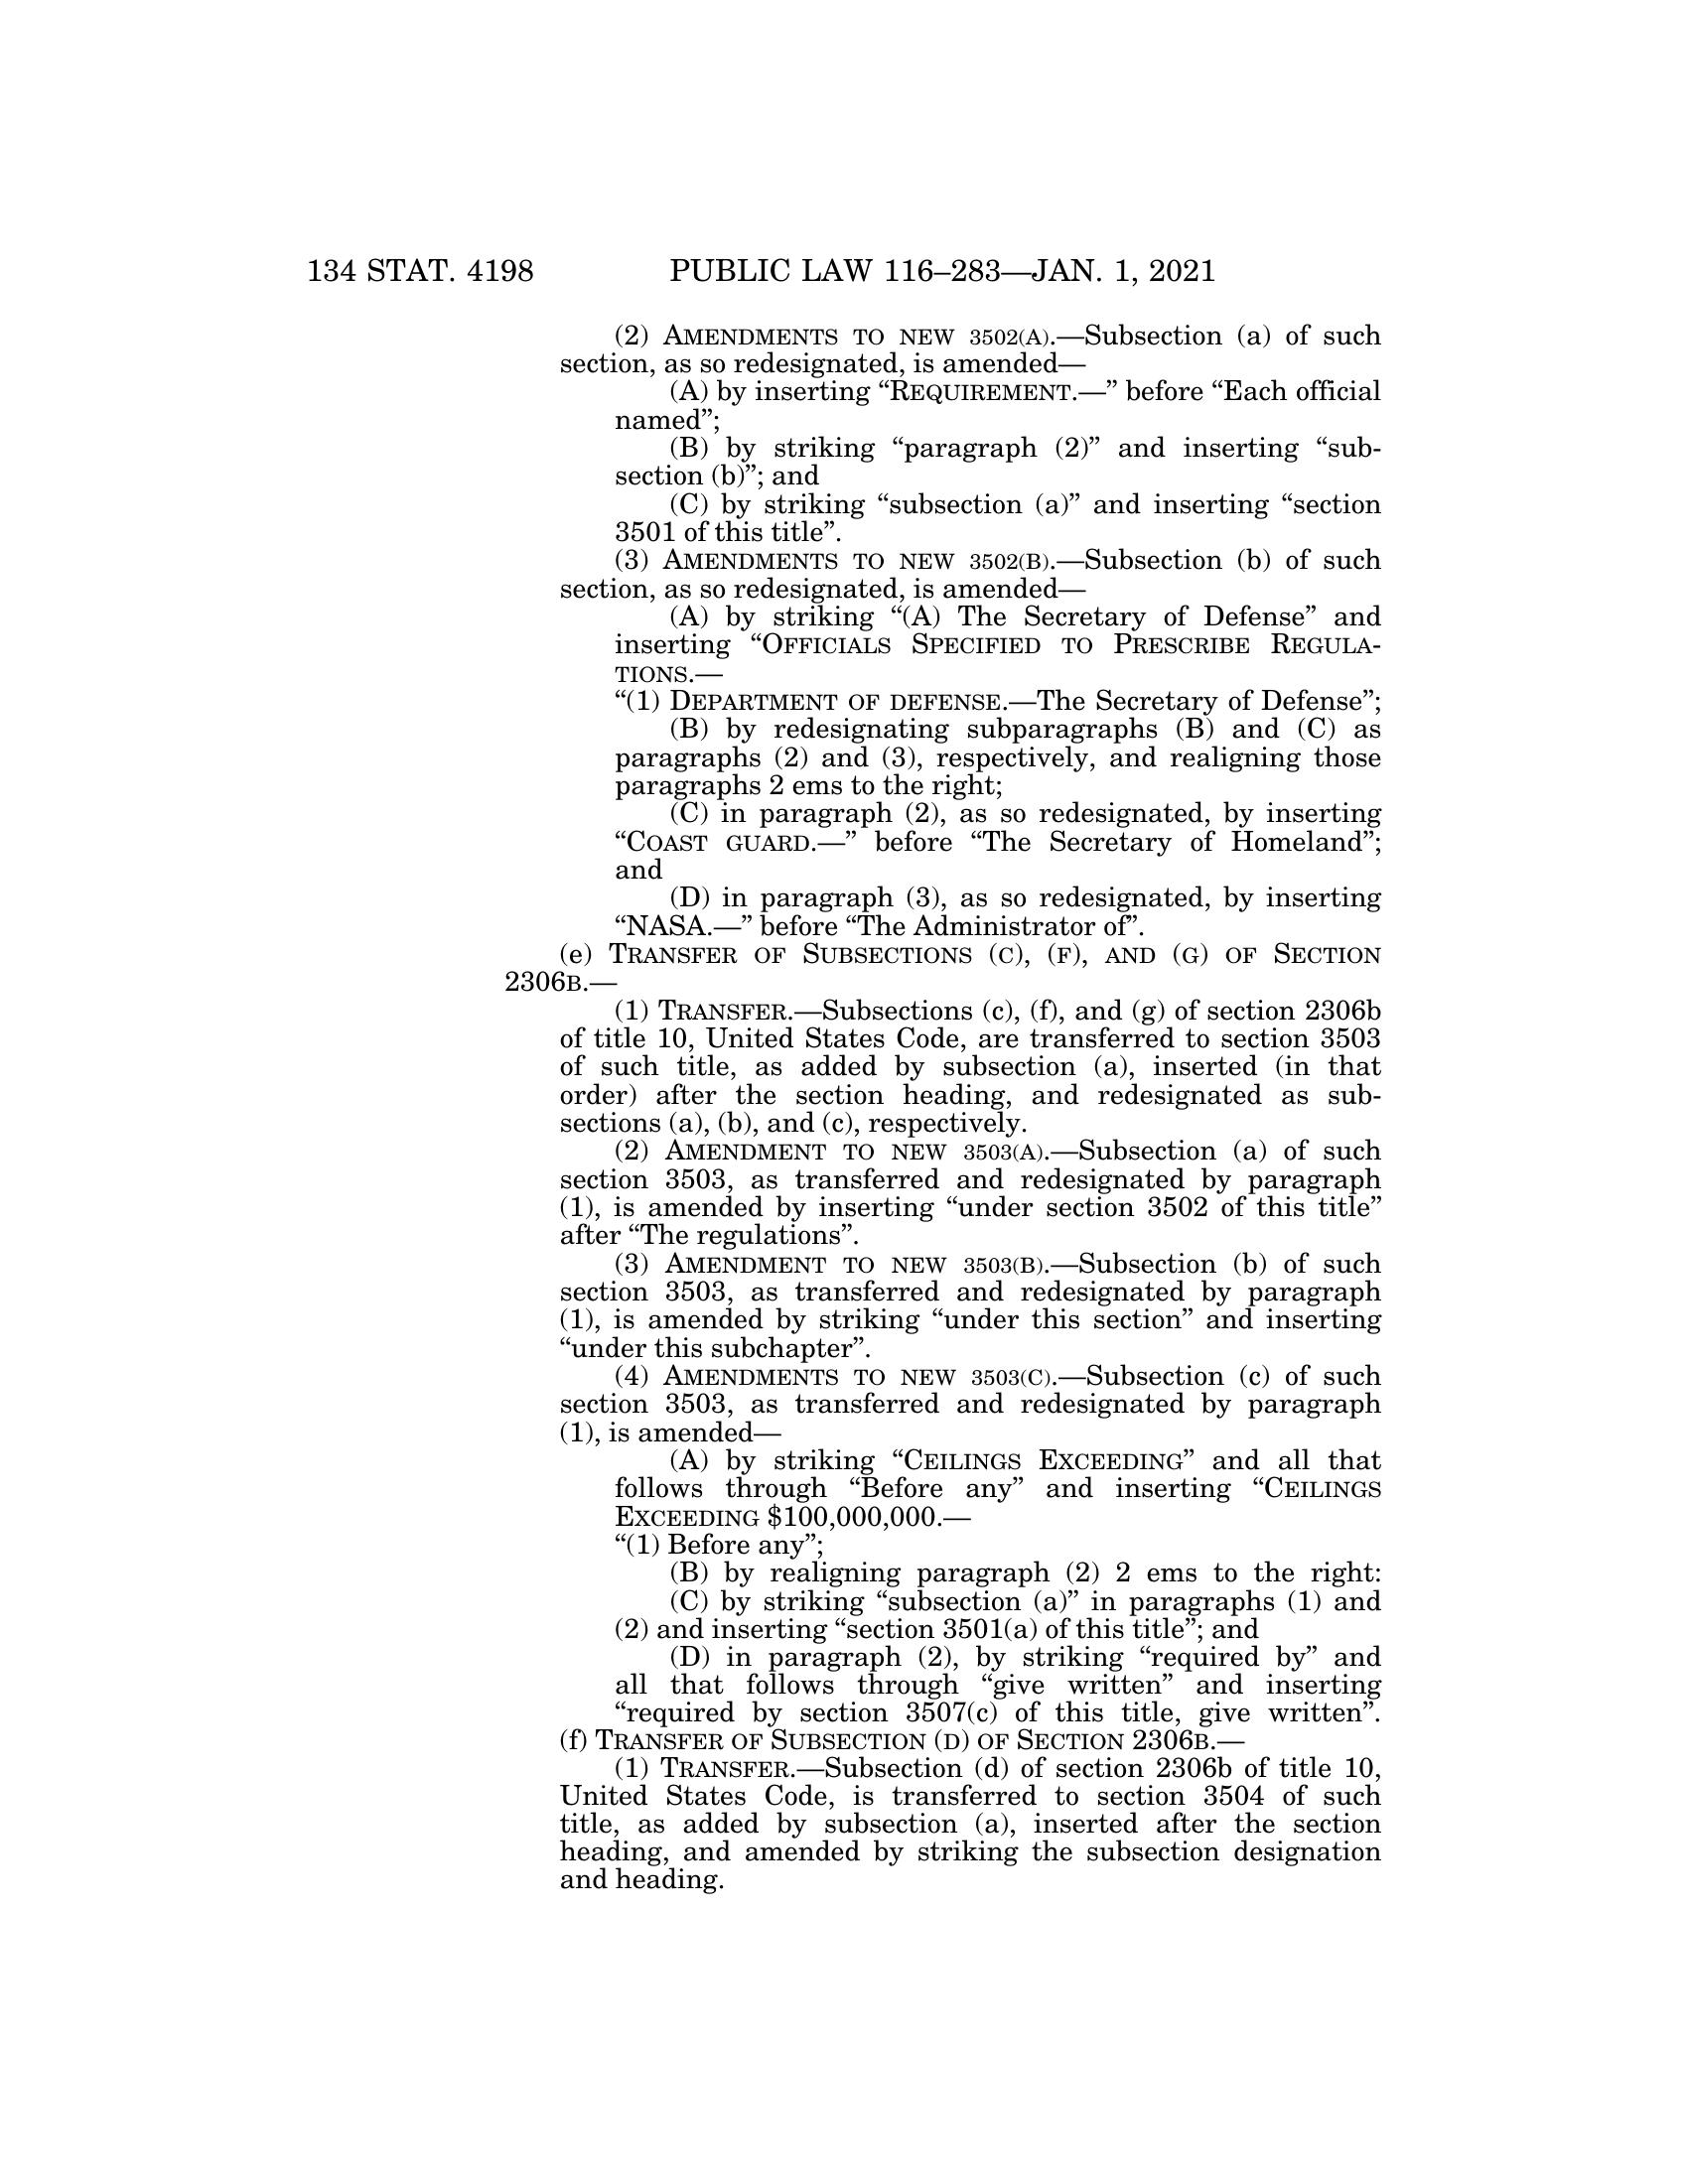 134 STAT. 4198 PUBLIC LAW 116–283—JAN. 1, 2021
(2) AMENDMENTS TO NEW 3502(A).—Subsection (a) of such
section, as so redesignated, is amended—
(A) by inserting “REQUIREMENT.—” before “Each official
named”;
(B) by striking “paragraph (2)” and inserting “sub-
section (b)”; and
(C) by striking “subsection (a)” and inserting “section
3501 of this title”.
(3) AMENDMENTS TO NEW 3502(B).—Subsection (b) of such
section, as so redesignated, is amended—
(A) by striking “(A) The Secretary of Defense” and
inserting “OFFICIALS SPECIFIED TO PRESCRIBE REGULA-
TIONS.—
“(1) DEPARTMENT OF DEFENSE.—The Secretary of Defense”;
(B) by redesignating subparagraphs (B) and (C) as
paragraphs (2) and (3), respectively, and realigning those
paragraphs 2 ems to the right;
(C) in paragraph (2), as so redesignated, by inserting
“COAST GUARD.—” before “The Secretary of Homeland”;
and
(D) in paragraph (3), as so redesignated, by inserting
“NASA.—” before “The Administrator of”.
(e) TRANSFER OF SUBSECTIONS (C), (F), AND (G) OF SECTION
2306B.—
(1) TRANSFER.—Subsections (c), (f), and (g) of section 2306b
of title 10, United States Code, are transferred to section 3503
of such title, as added by subsection (a), inserted (in that
order) after the section heading, and redesignated as sub-
sections (a), (b), and (c), respectively.
(2) AMENDMENT TO NEW 3503(A).—Subsection (a) of such
section 3503, as transferred and redesignated by paragraph
(1), is amended by inserting “under section 3502 of this title”
after “The regulations”.
(3) AMENDMENT TO NEW 3503(B).—Subsection (b) of such
section 3503, as transferred and redesignated by paragraph
(1), is amended by striking “under this section” and inserting
“under this subchapter”.
(4) AMENDMENTS TO NEW 3503(C).—Subsection (c) of such
section 3503, as transferred and redesignated by paragraph
(1), is amended—
(A) by striking “CEILINGS EXCEEDING” and all that
follows through “Before any” and inserting “CEILINGS
EXCEEDING $100,000,000.—
“(1) Before any”;
(B) by realigning paragraph (2) 2 ems to the right:
(C) by striking “subsection (a)” in paragraphs (1) and
(2) and inserting “section 3501(a) of this title”; and
(D) in paragraph (2), by striking “required by” and
all that follows through “give written” and inserting
“required by section 3507(c) of this title, give written”.
(f) TRANSFER OF SUBSECTION (D) OF SECTION 2306B.—
(1) TRANSFER.—Subsection (d) of section 2306b of title 10,
United States Code, is transferred to section 3504 of such
title, as added by subsection (a), inserted after the section
heading, and amended by striking the subsection designation
and heading.